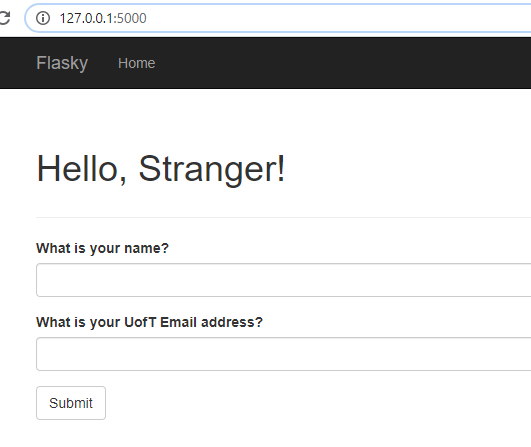 127.0.0.1:5000
Flasky Home
Hello, Stranger!
What is your name?
What is your UofT Email address?
Submit